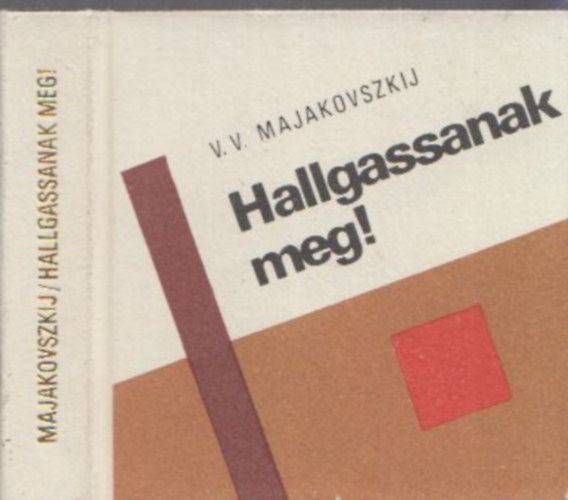 MAJAKOVSZKIJ/HALLGASSANAK MEG!
V. V. MAJAKOVSZKIJ
Hallgassanak
meg!